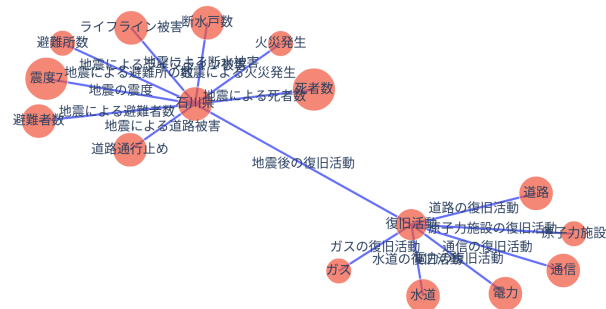 ライフライン被害
断水戸数
避難所数
火災発生
地震による断水被害
地震による避難所の数
地震による火災発生
震度7
地震の震度
死者数
石川県
地震による死者数
地震による避難者数
避難者数
地震による道路被害
道路通行止め
地震後の復旧活動
道路
道路の復旧活動
復旧活動
原子力施設の復旧活動
原子力施設
ガスの復旧活動
通信の復旧活動
水道の復旧活動
ガス
通信
水道
電力